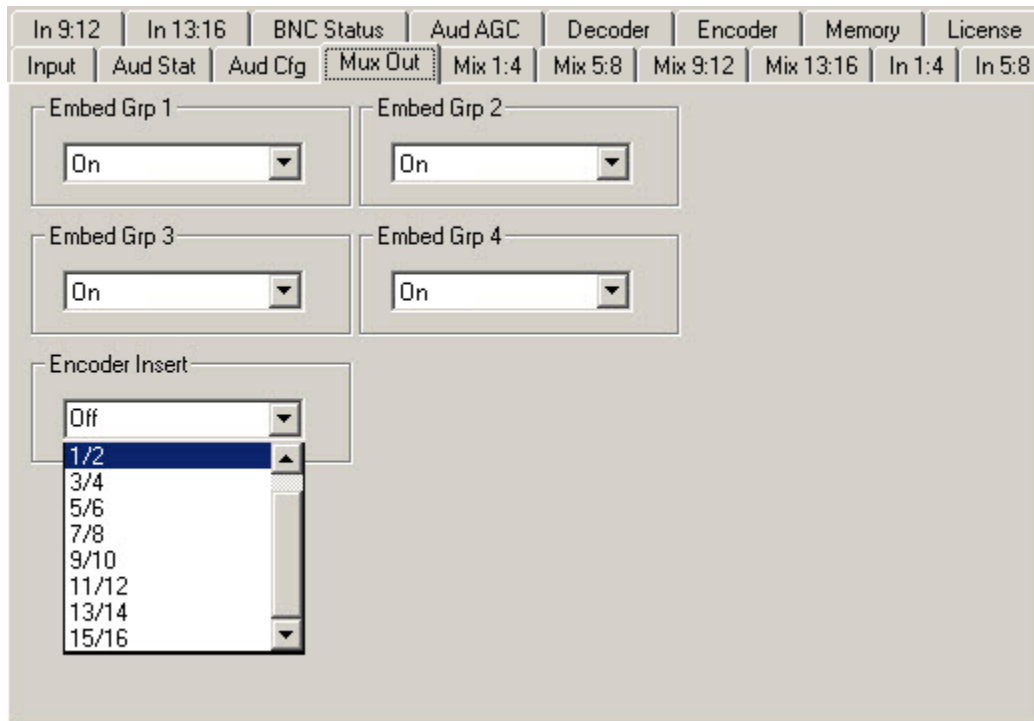 In 9:12 In 13:16 BNC Status Aud AGC Decoder Encoder Memory License
Input Aud Stat Aud Cfg Mux Out Mix 1:4 Mix 5:8 Mix 9:12 Mix 13:16 In 1:4 In 5:8
Embed Grp 1 Embed Grp 2
On On
Embed Grp 3 Embed Grp 4
On On
Encoder Insert
Off
1/2
3/4
5/6
7/8
9/10
11/12
13/14
15/16